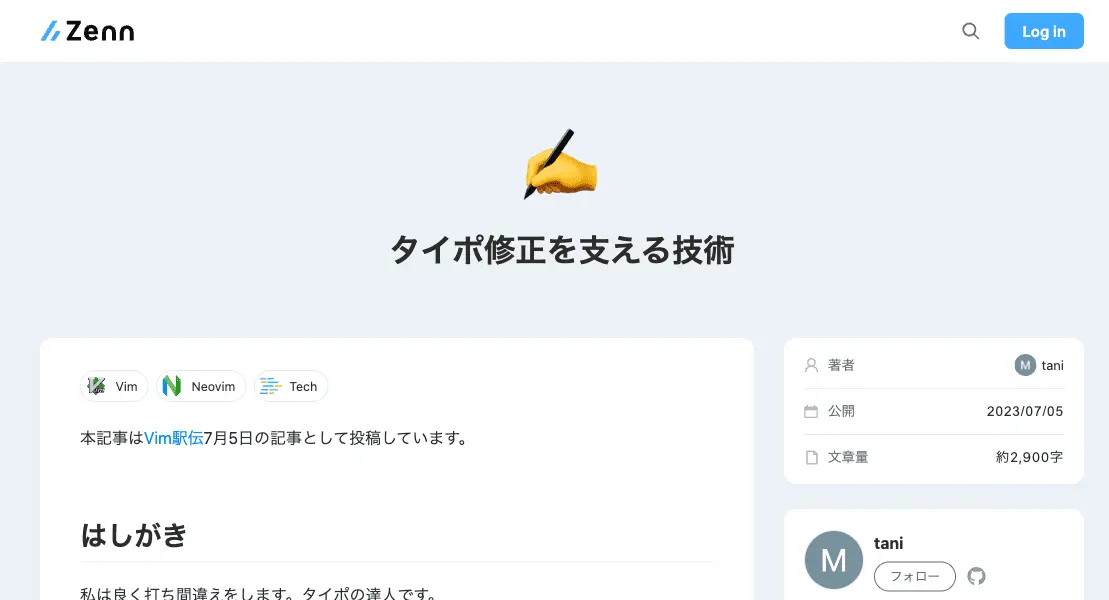 Zenn
Log in
タイポ修正を支える技術
Vim Neovim Tech
本記事はVim駅伝7月5日の記事として投稿しています。
はしがき
私は良く打ち間違えをします。タイポの達人です。
著者 M tani
公開 2023/07/05
文章量 約2,900字
M
tani
フォロー